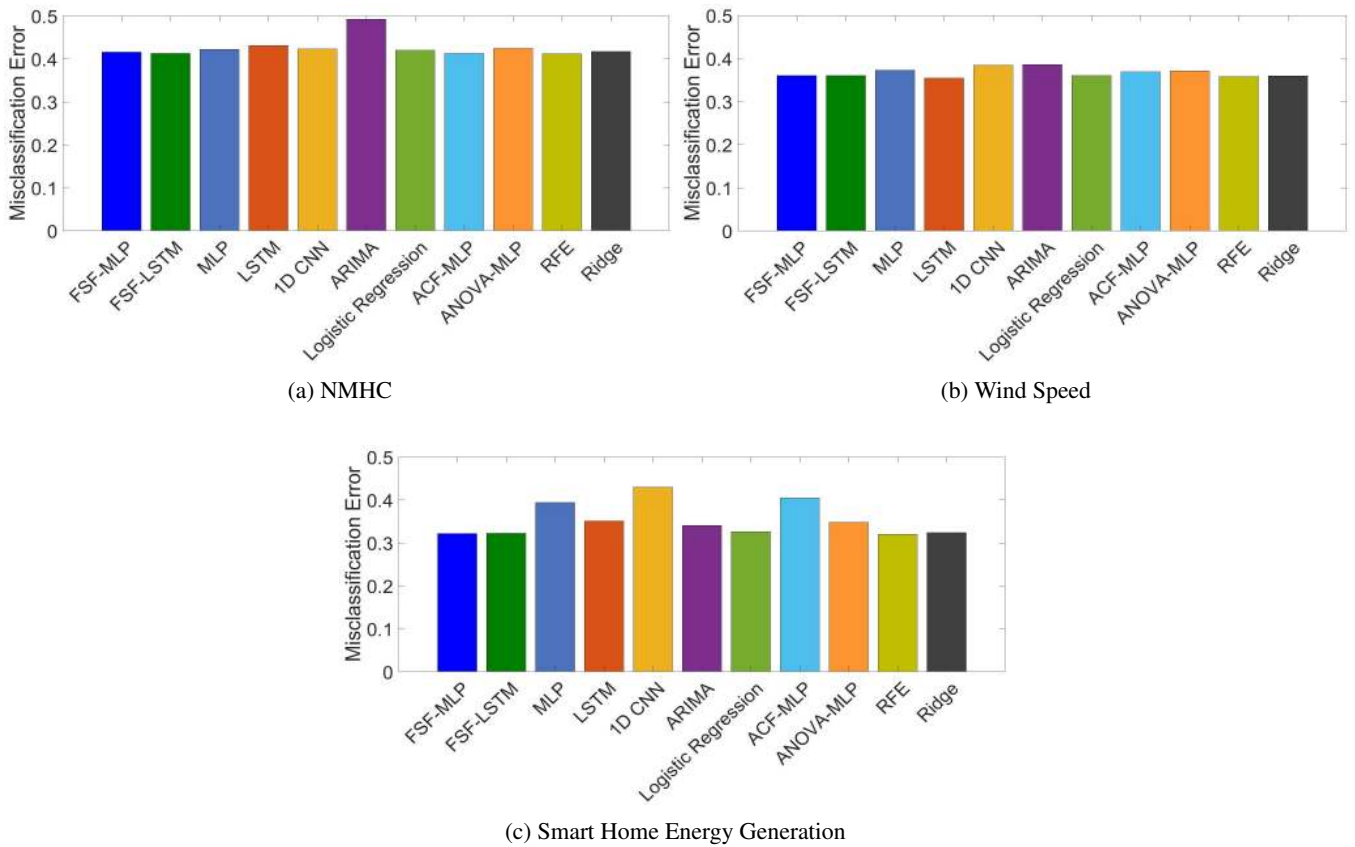 Misclassification Error
0.5
0.4
0.3
0.2
0.1
0
FSF-MLP
FSF-LSTM
MLP
LSTM
1D CNN
ARIMA
Logistic Regression
ACF-MLP
ANOVA-MLP
RFE
Ridge
(a) NMHC
Misclassification Error
0.5
0.4
0.3
0.2
0.1
0
FSF-MLP
FSF-LSTM
MLP
LSTM
1D CNN
ARIMA
Logistic Regression
ACF-MLP
ANOVA-MLP
RFE
Ridge
(b) Wind Speed
Misclassification Error
0.5
0.4
0.3
0.2
0.1
0
FSF-MLP
FSF-LSTM
MLP
LSTM
1D CNN
ARIMA
Logistic Regression
ACF-MLP
ANOVA-MLP
RFE
Ridge
(c) Smart Home Energy Generation